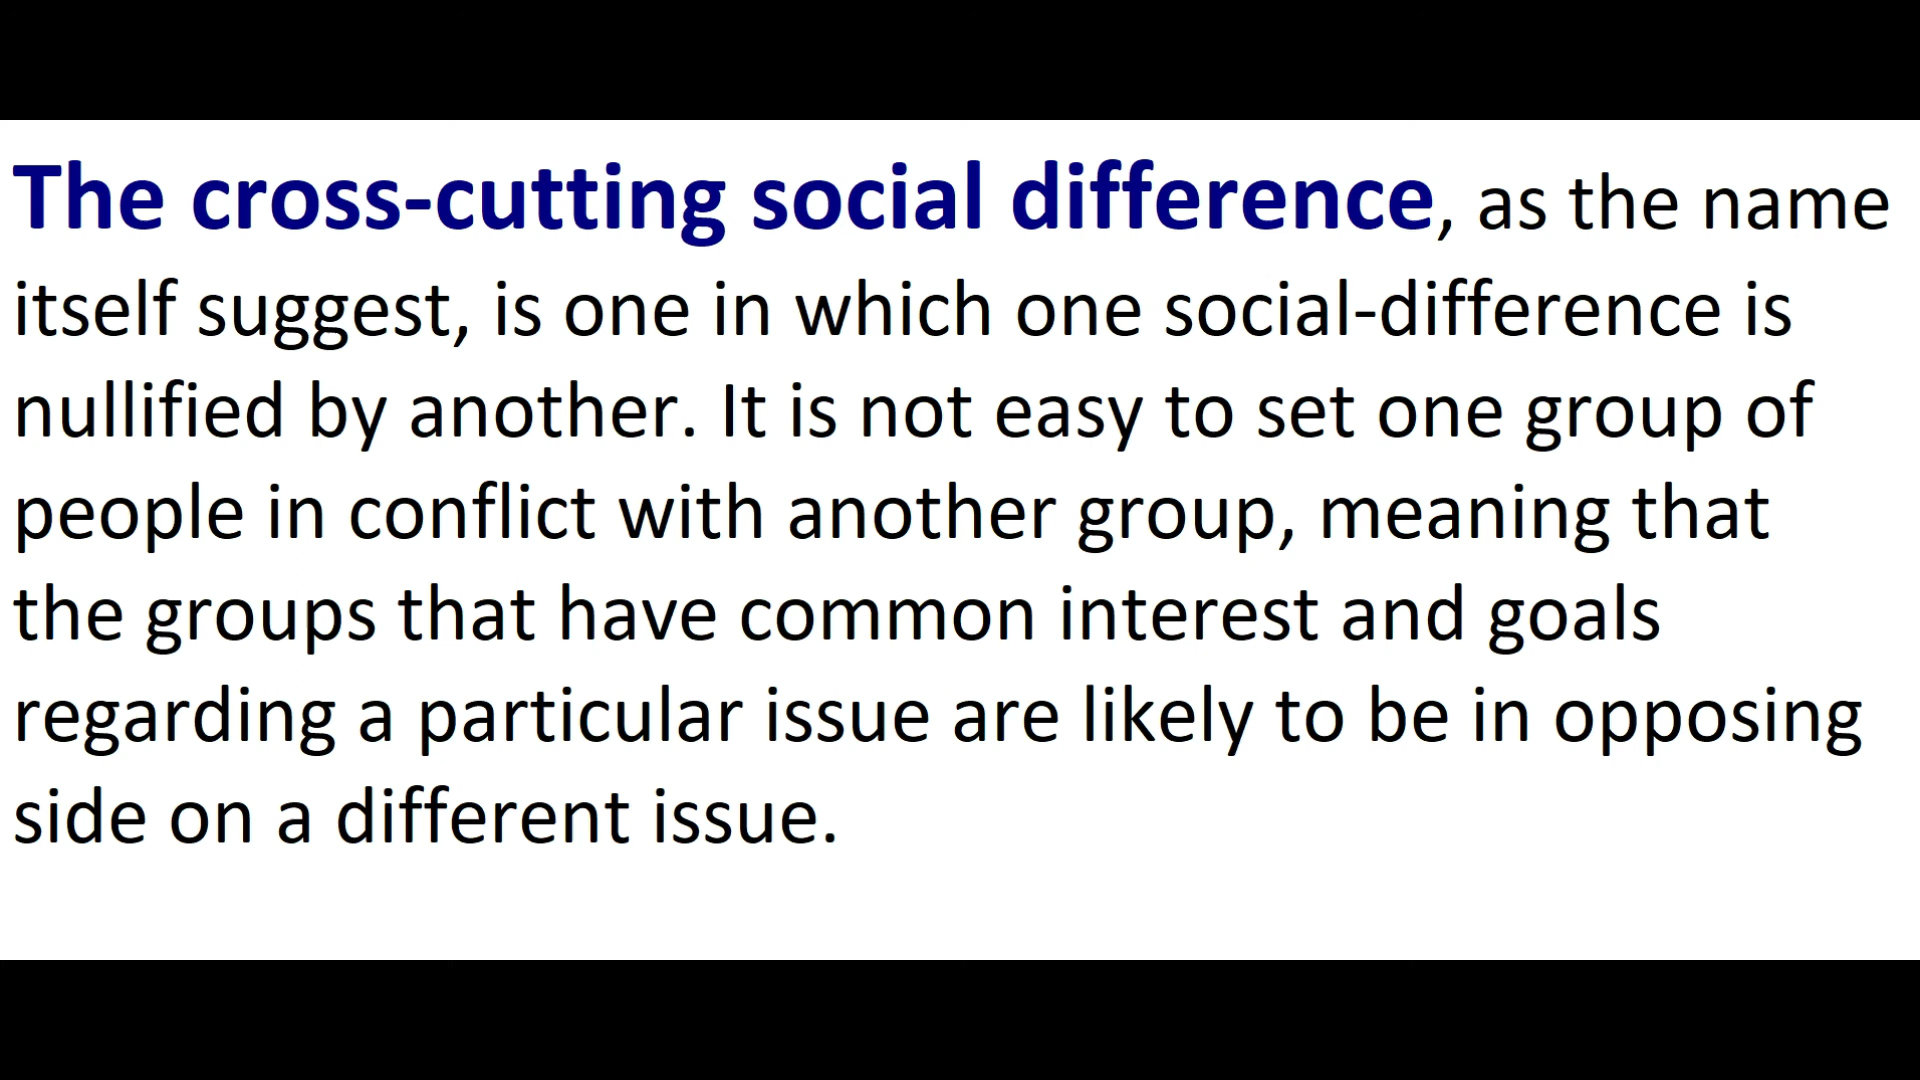 The cross-cutting social difference, as the name
itself suggest, is one in which one social-difference is
nullified by another. It is not easy to set one group of
people in conflict with another group, meaning that
the groups that have common interest and goals
regarding a particular issue are likely to be in opposing
side on a different issue.